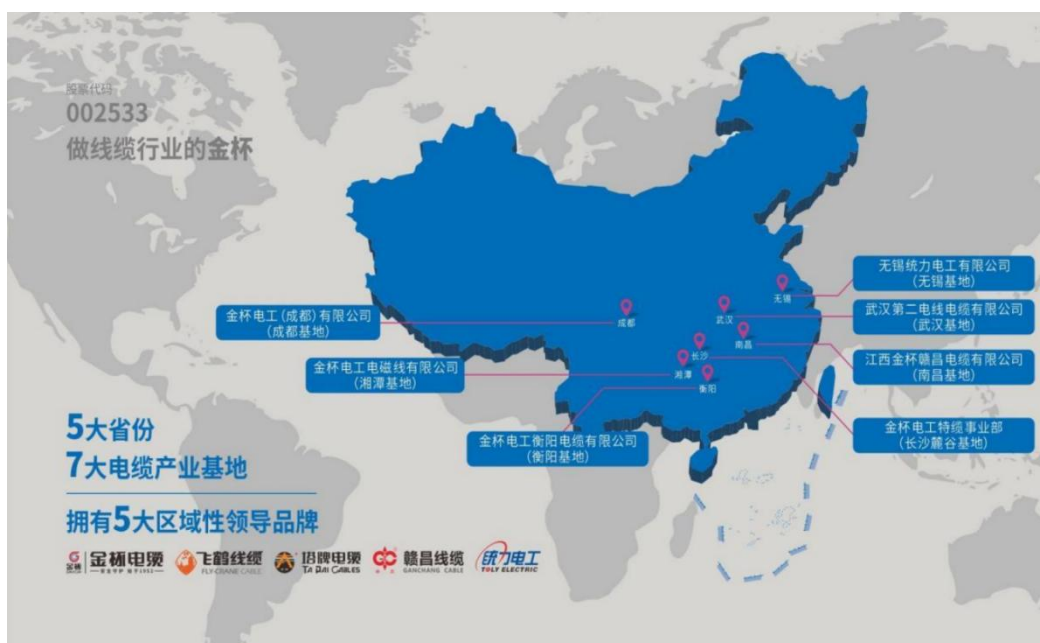 股票代码
002533
做线缆行业的金杯
无锡统力电工有限公司
（无锡基地）
武汉第二电线电缆有限公司
（武汉基地）
江西金杯赣昌电缆有限公司
（南昌基地）
金杯电工特缆事业部
（长沙麓谷基地）
金杯电工（成都）有限公司
（成都基地）
金杯电工电磁线有限公司
（湘潭基地）
金杯电工衡阳电缆有限公司
（衡阳基地）
无锡
成都
武汉
南昌
长沙
湘潭
衡阳
5大省份
7大电缆产业基地
拥有5大区域性领导品牌
金杯
金杯电缆
飞鹤线缆
FLY-CRANE CABLE
塔牌电缆
TA PAI CABLES
赣昌线缆
GANCHANG CABLE
统力电工
TOLY ELECTRIC